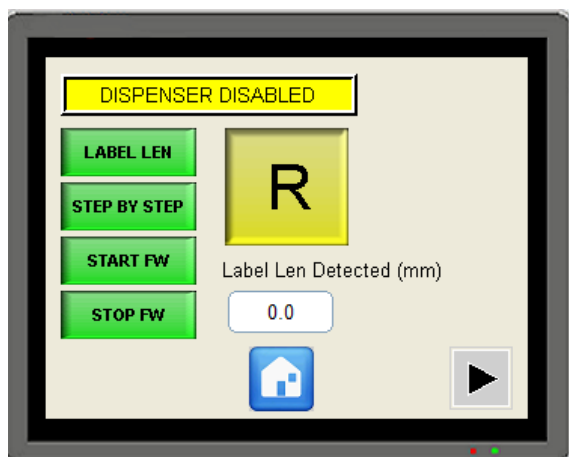 DISPENSER DISABLED
LABEL LEN
STEP BY STEP
START FW
STOP FW
R
Label Len Detected (mm)
0.0